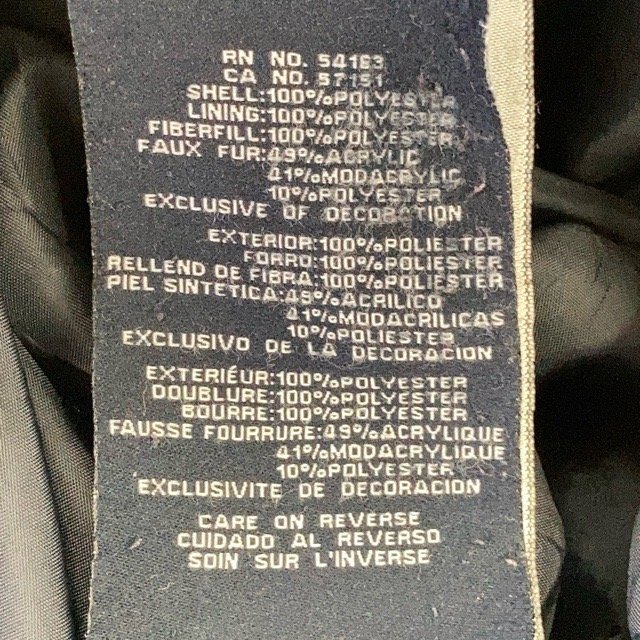 RN NO. 54163
CA NO. 57151
SHELL:100%POLYESTER
LINING:100%POLYESTER
FIBERFILL:100%POLYESTER
FAUX FUR:49%ACRYLIC
41%MODACRYLIC
10%POLYESTER
EXCLUSIVE OF DECORATION
EXTERIOR:100%POLIESTER
FORRO:100%POLIESTER
RELLEND DE FIBRA:100%POLIESTER
PIEL SINTETICA:49%ACRILICO
41%MODACRILICAS
10%POLIESTER
EXCLUSIVO DE LA DECORACION
EXTERIÉUR:100%POLYESTER
DOUBLURE:100%POLYESTER
BOURRE:100%POLYESTER
FAUSSE FOURRURE:49%ACRYLIQUE
41%MODACRYLIQUE
10%POLYESTER
EXCLUSIVITE DE DECORACION
CARE ON REVERSE
CUIDADO AL REVERSO
SOIN SUR L'INVERSE